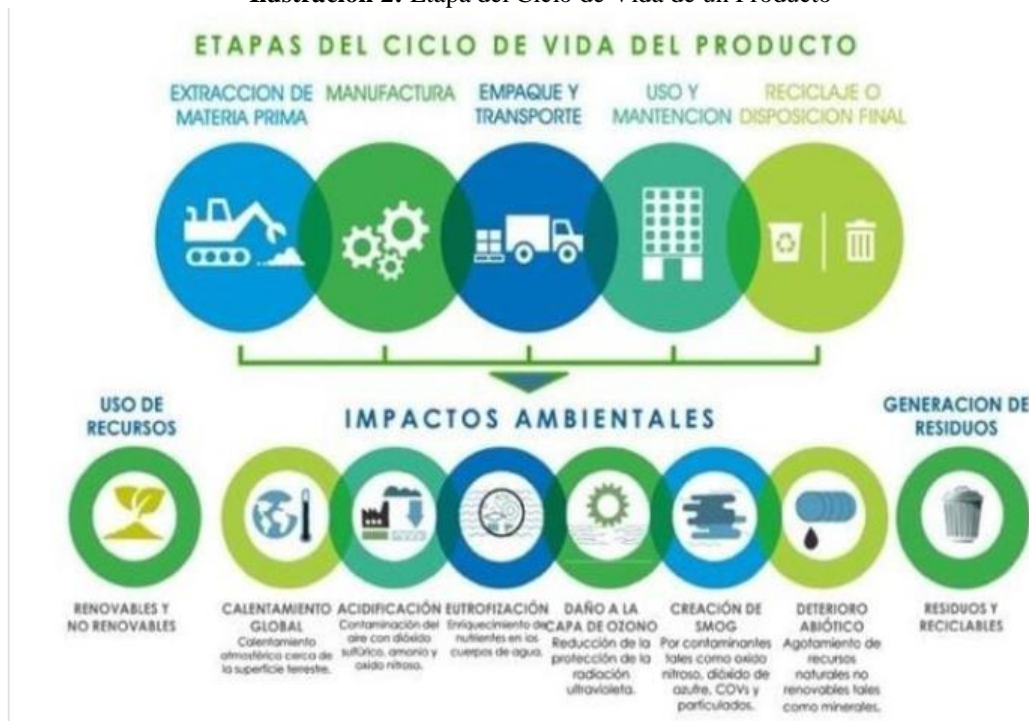 Ilustración 2: Etapa del Ciclo de Vida de un Producto
ETAPAS DEL CICLO DE VIDA DEL PRODUCTO
EXTRACCION DE
MATERIA PRIMA
MANUFACTURA
EMPAQUE Y
TRANSPORTE
USO Y
MANTENCION
RECICLAJE O
DISPOSICION FINAL
USO DE
RECURSOS
IMPACTOS AMBIENTALES
GENERACION DE
RESIDUOS
RENOVABLES Y
NO RENOVABLES
CALENTAMIENTO
GLOBAL
Calentamiento
atmosférico cerca de
la superficie terrestre.
ACIDIFICACIÓN
Contaminación del
aire con dióxido
sulfúrico, amonio y
oxido nitroso.
EUTROFIZACIÓN
Enriquecimiento de
nutrientes en los
cuerpos de agua.
DAÑO A LA
CAPA DE OZONO
Reducción de la
protección de la
radiación
ultravioleta.
CREACIÓN DE
SMOG
Por contaminantes
tales como oxido
nitroso, dióxido de
azufre, COVs y
particulados.
DETERIORO
ABIÓTICO
Agotamiento de
recursos
naturales no
renovables tales
como minerales.
RESIDUOS Y
RECICLABLES